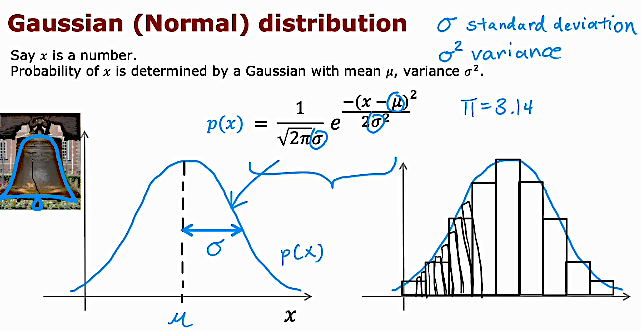 Gaussian (Normal) distribution
σ standard deviation
σ² variance
Say x is a number.
Probability of x is determined by a Gaussian with mean μ, variance σ².
p(x) = 1/√2πσ e^(-(x-μ)²/2σ²)
π=3.14
σ
p(x)
μ
x